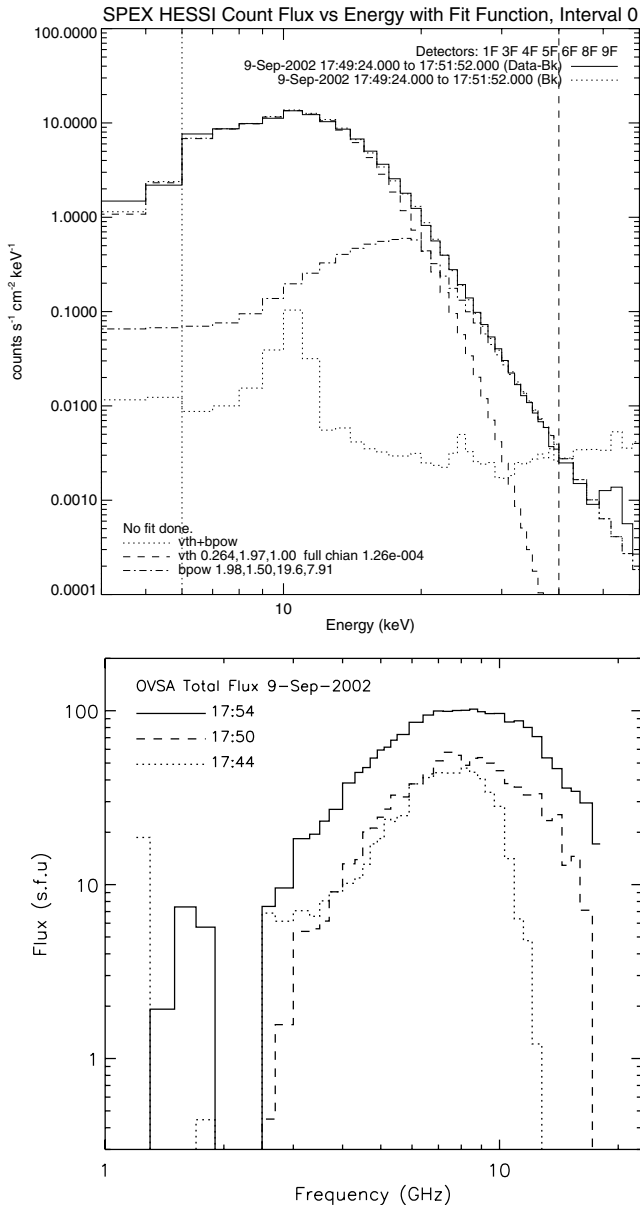 SPEX HESSI Count Flux vs Energy with Fit Function, Interval 0
100.0000
Detectors: 1F 3F 4F 5F 6F 8F 9F
9-Sep-2002 17:49:24.000 to 17:51:52.000 (Data-Bk)
9-Sep-2002 17:49:24.000 to 17:51:52.000 (Bk)
10.0000
1.0000
counts s-1 cm-2 keV-1
0.1000
0.0100
0.0010
No fit done.
vth+bpow
vth 0.264,1.97,1.00 full chian 1.26e-004
bpow 1.98,1.50,19.6,7.91
0.0001
10
Energy (keV)
OVSA Total Flux 9-Sep-2002
100
17:54
17:50
17:44
Flux (s.f.u)
10
1
1
10
Frequency (GHz)